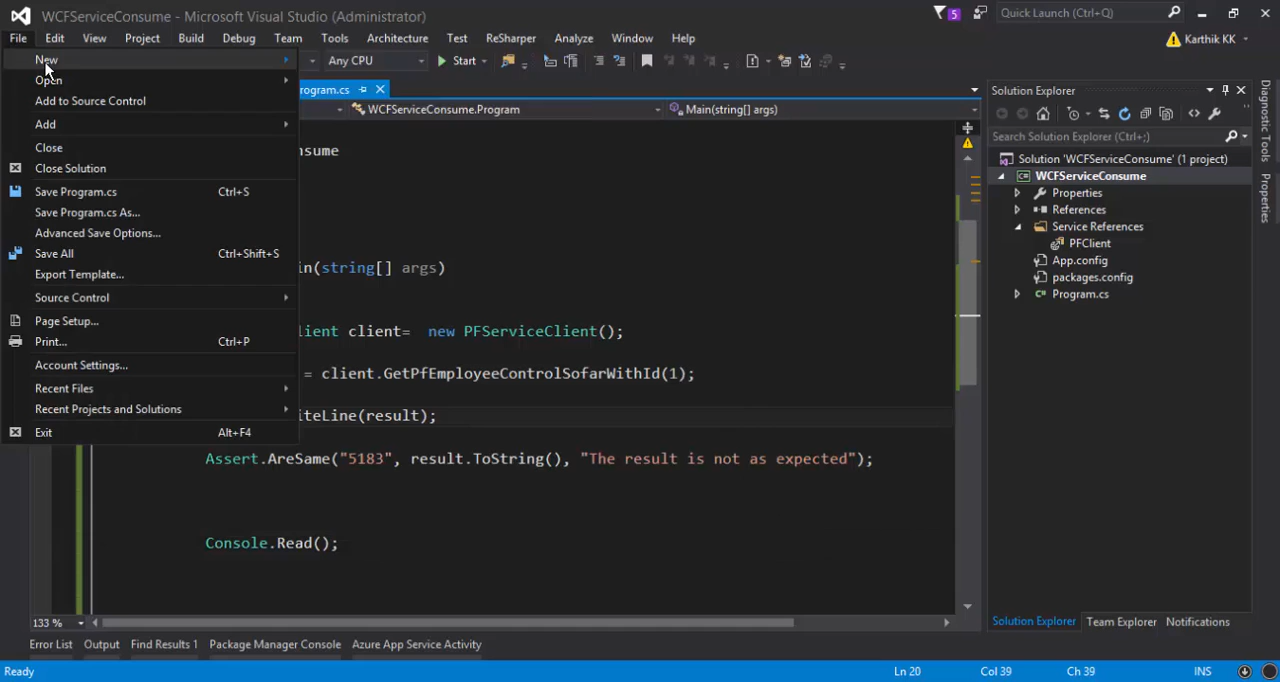 WCFServiceConsume - Microsoft Visual Studio (Administrator)
5
Quick Launch (Ctrl+Q)
File Edit View Project Build Debug Team Tools Architecture Test ReSharper Analyze Window Help
Karthik KK
New
Any CPU
Start
Open
Add to Source Control
Add
Close
Close Solution
Save Program.cs Ctrl+S
Save Program.cs As...
Advanced Save Options...
Save All Ctrl+Shift+S
Export Template...
Source Control
Page Setup...
Print... Ctrl+P
Account Settings...
Recent Files
Recent Projects and Solutions
Exit Alt+F4
rogram.cs
WCFServiceConsume.Program
Main(string[] args)
nsume
in(string[] args)
lient client=  new PFServiceClient();
= client.GetPfEmployeeControlSofarWithId(1);
iteLine(result);
Assert.AreSame("5183", result.ToString(), "The result is not as expected");
Console.Read();
133 %
Solution Explorer
Search Solution Explorer (Ctrl+;)
Solution 'WCFServiceConsume' (1 project)
WCFServiceConsume
Properties
References
Service References
PFClient
App.config
packages.config
Program.cs
Solution Explorer Team Explorer Notifications
Diagnostic Tools
Properties
Error List Output Find Results 1 Package Manager Console Azure App Service Activity
Ready Ln 20 Col 39 Ch 39 INS